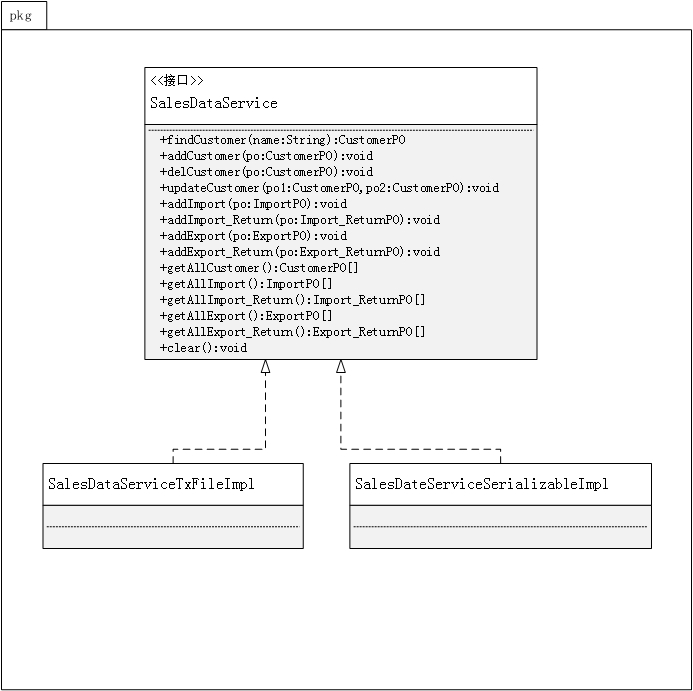 pkg
<<接口>>
SalesDataService
+findCustomer(name:String):CustomerPO
+addCustomer(po:CustomerPO):void
+delCustomer(po:CustomerPO):void
+updateCustomer(po1:CustomerPO,po2:CustomerPO):void
+addImport(po:ImportPO):void
+addImport_Return(po:Import_ReturnPO):void
+addExport(po:ExportPO):void
+addExport_Return(po:Export_ReturnPO):void
+getAllCustomer():CustomerPO[]
+getAllImport():ImportPO[]
+getAllImport_Return():Import_ReturnPO[]
+getAllExport():ExportPO[]
+getAllExport_Return():Export_ReturnPO[]
+clear():void
SalesDataServiceTxFileImpl
SalesDateServiceSerializableImpl